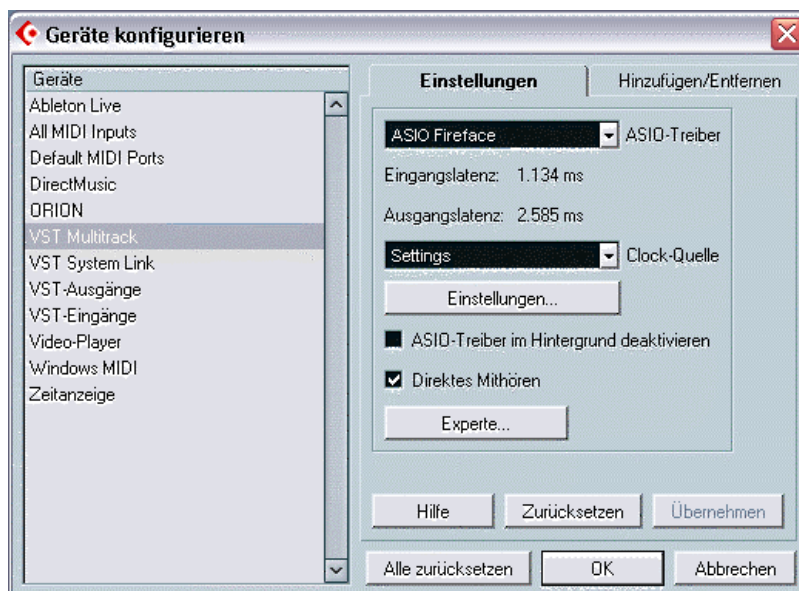 Geräte konfigurieren
Geräte
Ableton Live
All MIDI Inputs
Default MIDI Ports
DirectMusic
ORION
VST Multitrack
VST System Link
VST-Ausgänge
VST-Eingänge
Video-Player
Windows MIDI
Zeitanzeige
Einstellungen
Hinzufügen/Entfernen
ASIO Fireface ASIO-Treiber
Eingangslatenz: 1.134 ms
Ausgangslatenz: 2.585 ms
Settings Clock-Quelle
Einstellungen...
ASIO-Treiber im Hintergrund deaktivieren
Direktes Mithören
Experte...
Hilfe Zurücksetzen Übernehmen
Alle zurücksetzen OK Abbrechen